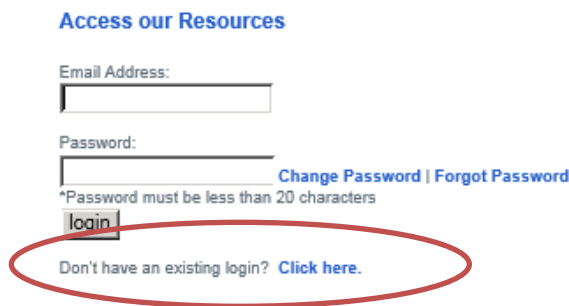 Access our Resources
Email Address:
Password:
Change Password | Forgot Password
*Password must be less than 20 characters
login
Don't have an existing login? Click here.